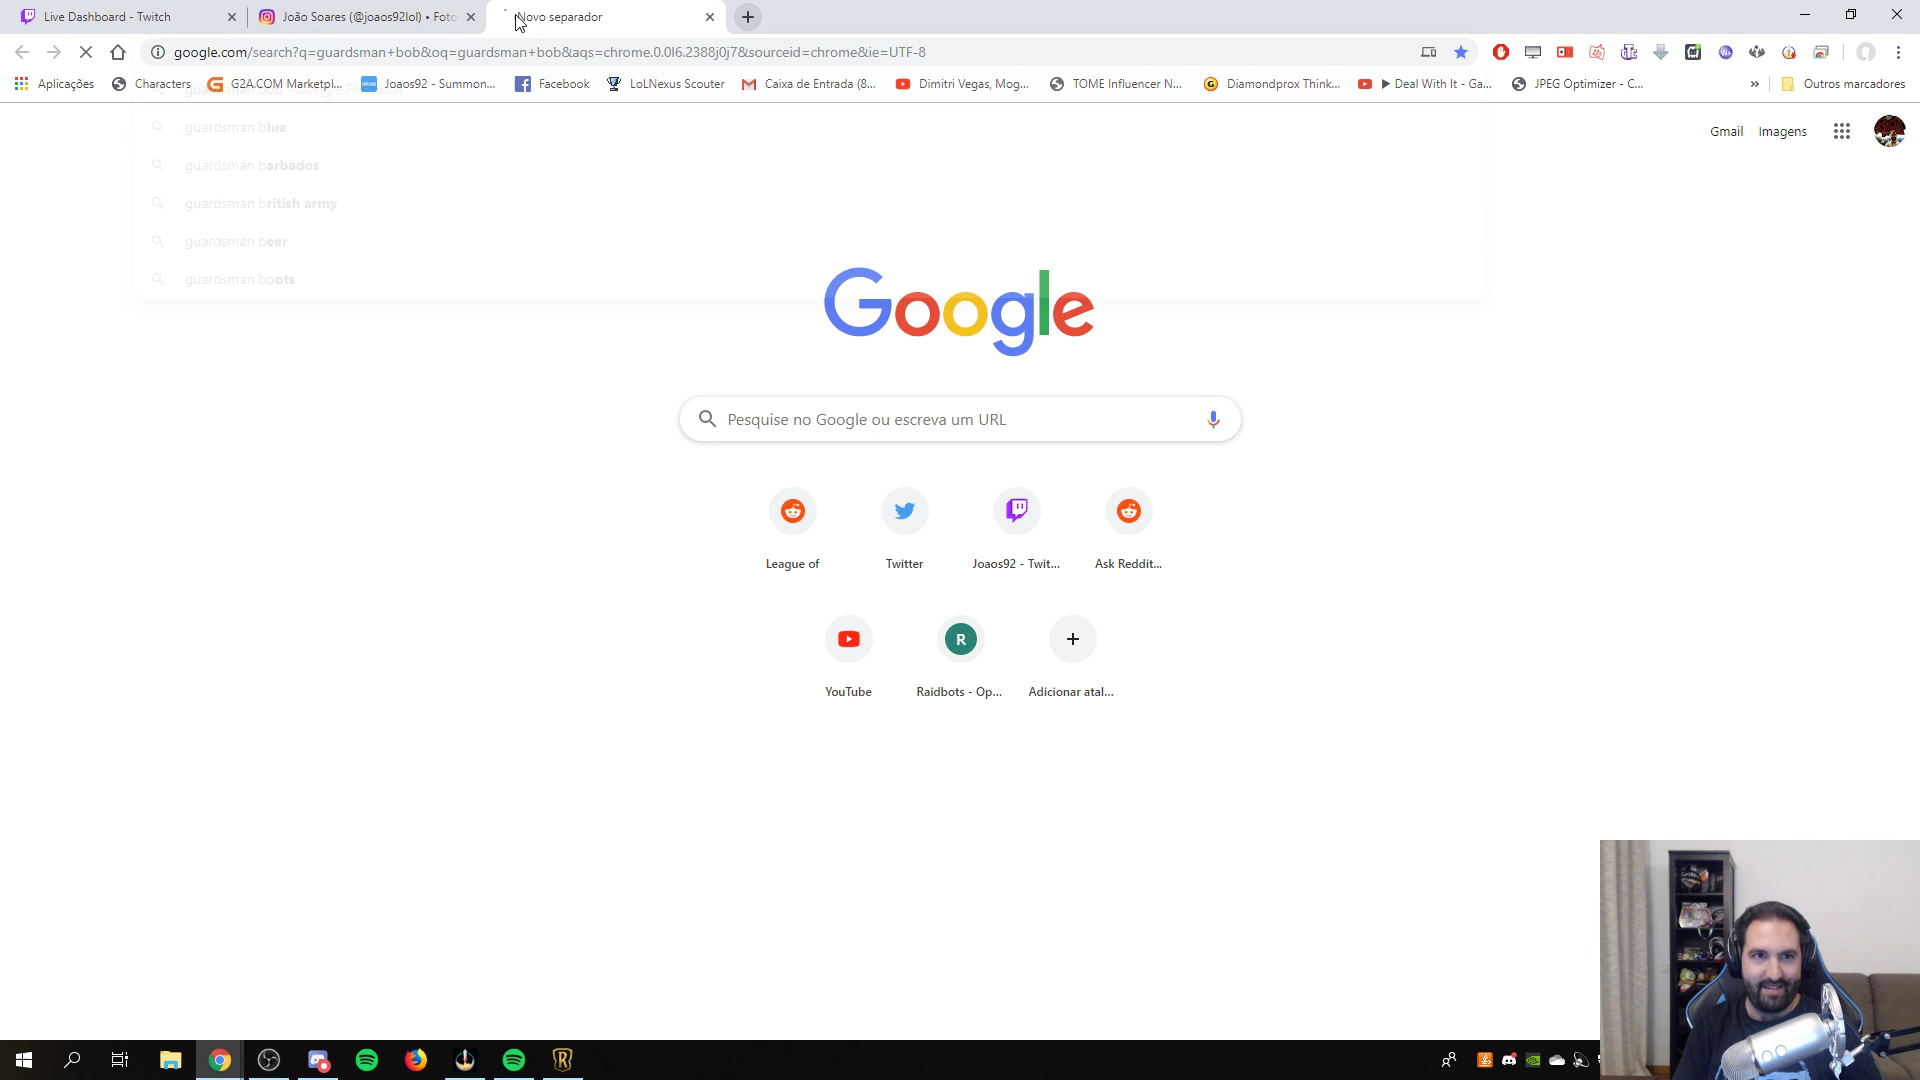 Live Dashboard - Twitch
João Soares (@joaos92lol) • Foto
Novo separador
google.com/search?q=guardsman+bob&oq=guardsman+bob&aqs=chrome.0.0l6.2388j0j7&sourceid=chrome&ie=UTF-8
Aplicações
Characters
G2A.COM Marketpl...
Joaos92 - Summon...
Facebook
LoLNexus Scouter
Caixa de Entrada (8...
Dimitri Vegas, Mog...
TOME Influencer N...
Diamondprox Think...
▶ Deal With It - Ga...
JPEG Optimizer - C...
»
Outros marcadores
guardsman blue
guardsman barbados
guardsman british army
guardsman beer
guardsman boots
Gmail
Imagens
Google
Pesquise no Google ou escreva um URL
League of
Twitter
Joaos92 - Twit...
Ask Reddit...
R
YouTube
Raidbots - Op...
Adicionar atal...